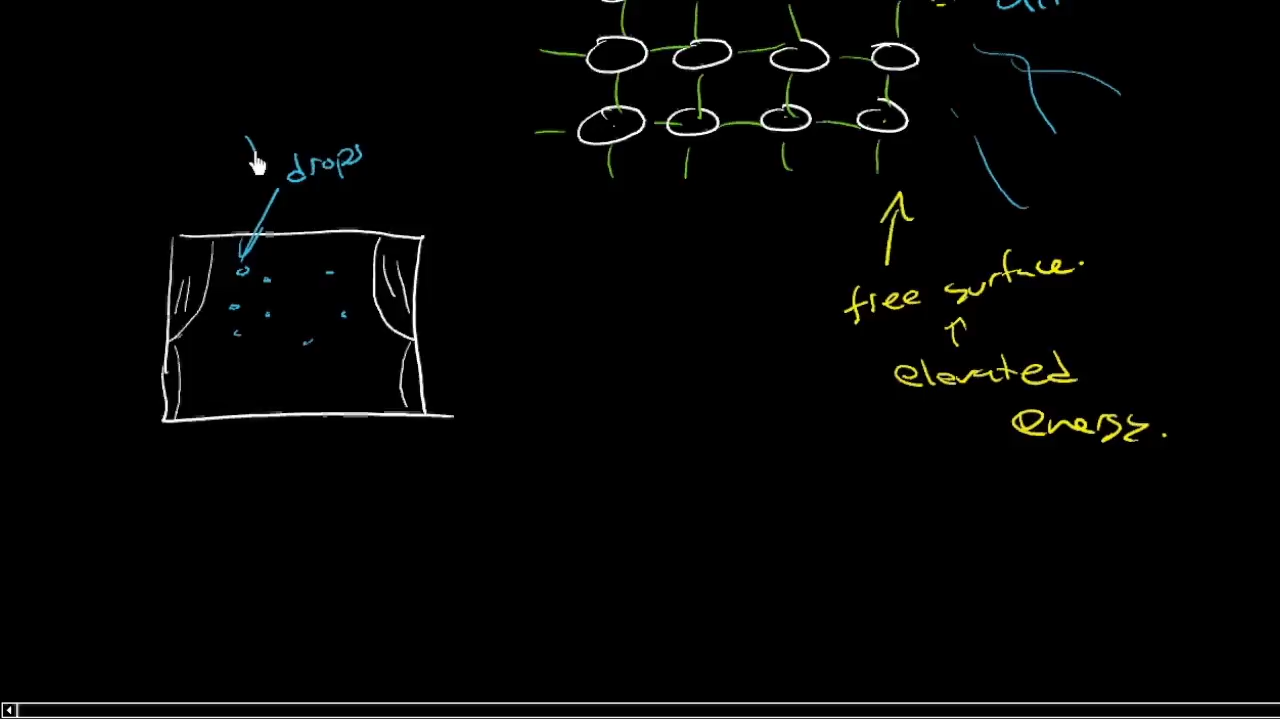 drops
free surface.
elevated
energy.